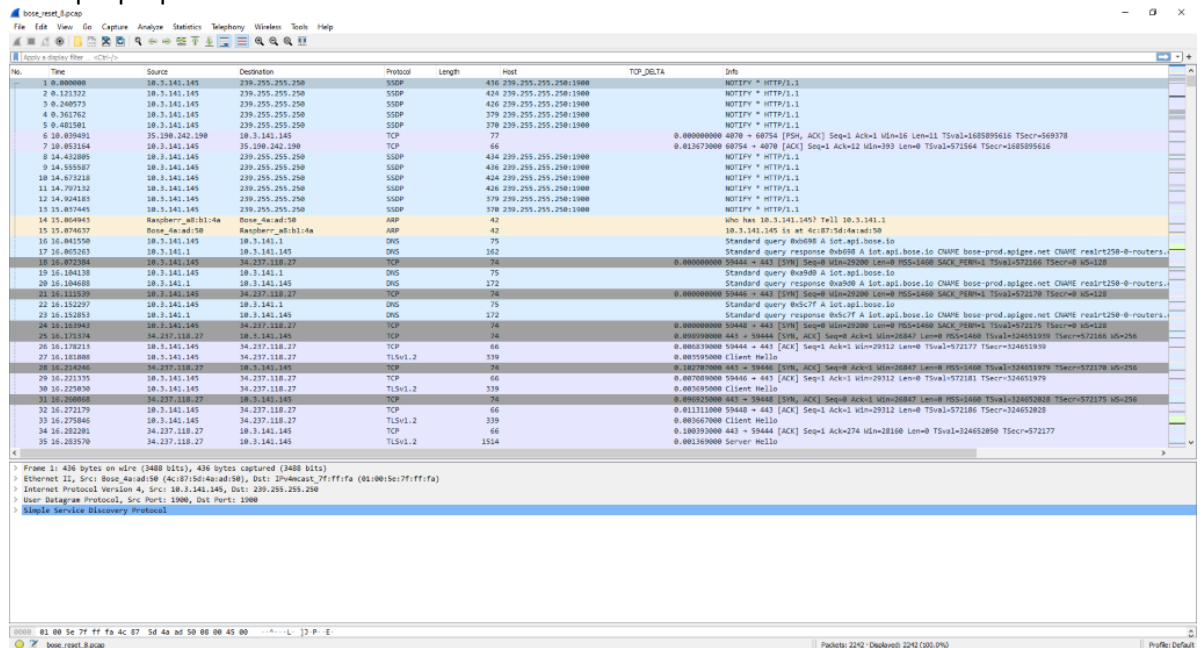 bose_reset_8.pcap
File Edit View Go Capture Analyze Statistics Telephony Wireless Tools Help
Apply a display filter ... <Ctrl-/>
No. Time Source Destination Protocol Length Host TCP_DELTA Info
1 0.000000 10.3.141.145 239.255.255.250 SSDP 436 239.255.255.250:1900 NOTIFY * HTTP/1.1
2 0.121322 10.3.141.145 239.255.255.250 SSDP 424 239.255.255.250:1900 NOTIFY * HTTP/1.1
3 0.240573 10.3.141.145 239.255.255.250 SSDP 426 239.255.255.250:1900 NOTIFY * HTTP/1.1
4 0.361762 10.3.141.145 239.255.255.250 SSDP 379 239.255.255.250:1900 NOTIFY * HTTP/1.1
5 0.481501 10.3.141.145 239.255.255.250 SSDP 370 239.255.255.250:1900 NOTIFY * HTTP/1.1
6 10.039491 35.190.242.190 10.3.141.145 TCP 77 0.000000000 4070 → 60754 [PSH, ACK] Seq=1 Ack=1 Win=16 Len=11 TSval=1685895616 TSecr=569378
7 10.053164 10.3.141.145 35.190.242.190 TCP 66 0.013673000 60754 → 4070 [ACK] Seq=1 Ack=12 Win=393 Len=0 TSval=571564 TSecr=1685895616
8 14.432805 10.3.141.145 239.255.255.250 SSDP 434 239.255.255.250:1900 NOTIFY * HTTP/1.1
9 14.555587 10.3.141.145 239.255.255.250 SSDP 436 239.255.255.250:1900 NOTIFY * HTTP/1.1
10 14.673218 10.3.141.145 239.255.255.250 SSDP 424 239.255.255.250:1900 NOTIFY * HTTP/1.1
11 14.797132 10.3.141.145 239.255.255.250 SSDP 426 239.255.255.250:1900 NOTIFY * HTTP/1.1
12 14.924183 10.3.141.145 239.255.255.250 SSDP 379 239.255.255.250:1900 NOTIFY * HTTP/1.1
13 15.037445 10.3.141.145 239.255.255.250 SSDP 370 239.255.255.250:1900 NOTIFY * HTTP/1.1
14 15.064943 Raspberr_a8:b1:4a Bose_4a:ad:50 ARP 42 Who has 10.3.141.145? Tell 10.3.141.1
15 15.074637 Bose_4a:ad:50 Raspberr_a8:b1:4a ARP 42 10.3.141.145 is at 4c:87:5d:4a:ad:50
16 16.041550 10.3.141.145 10.3.141.1 DNS 75 Standard query 0xb698 A iot.api.bose.io
17 16.065263 10.3.141.1 10.3.141.145 DNS 162 Standard query response 0xb698 A iot.api.bose.io CNAME bose-prod.apigee.net CNAME rea1rt250-0-routers.
18 16.072384 10.3.141.145 34.237.118.27 TCP 74 0.000000000 59444 → 443 [SYN] Seq=0 Win=29200 Len=0 MSS=1460 SACK_PERM=1 TSval=572166 TSecr=0 WS=128
19 16.104138 10.3.141.145 10.3.141.1 DNS 75 Standard query 0xa9d0 A iot.api.bose.io
20 16.104688 10.3.141.1 10.3.141.145 DNS 172 Standard query response 0xa9d0 A iot.api.bose.io CNAME bose-prod.apigee.net CNAME rea1rt250-0-routers.
21 16.111539 10.3.141.145 34.237.118.27 TCP 74 0.000000000 59446 → 443 [SYN] Seq=0 Win=29200 Len=0 MSS=1460 SACK_PERM=1 TSval=572170 TSecr=0 WS=128
22 16.152297 10.3.141.145 10.3.141.1 DNS 75 Standard query 0x5c7f A iot.api.bose.io
23 16.152853 10.3.141.1 10.3.141.145 DNS 172 Standard query response 0x5c7f A iot.api.bose.io CNAME bose-prod.apigee.net CNAME rea1rt250-0-routers.
24 16.163943 10.3.141.145 34.237.118.27 TCP 74 0.000000000 59448 → 443 [SYN] Seq=0 Win=29200 Len=0 MSS=1460 SACK_PERM=1 TSval=572175 TSecr=0 WS=128
25 16.171374 34.237.118.27 10.3.141.145 TCP 74 0.098990000 443 → 59444 [SYN, ACK] Seq=0 Ack=1 Win=26847 Len=0 MSS=1460 SACK_PERM=1 TSval=324651939 TSecr=572166 WS=256
26 16.178213 10.3.141.145 34.237.118.27 TCP 66 0.006839000 59444 → 443 [ACK] Seq=1 Ack=1 Win=29312 Len=0 TSval=572177 TSecr=324651939
27 16.181808 10.3.141.145 34.237.118.27 TLSv1.2 339 0.003595000 Client Hello
28 16.214246 34.237.118.27 10.3.141.145 TCP 74 0.102707000 443 → 59446 [SYN, ACK] Seq=0 Ack=1 Win=26847 Len=0 MSS=1460 SACK_PERM=1 TSval=324651979 TSecr=572170 WS=256
29 16.221335 10.3.141.145 34.237.118.27 TCP 66 0.007089000 59446 → 443 [ACK] Seq=1 Ack=1 Win=29312 Len=0 TSval=572181 TSecr=324651979
30 16.225030 10.3.141.145 34.237.118.27 TLSv1.2 339 0.003695000 Client Hello
31 16.260868 34.237.118.27 10.3.141.145 TCP 74 0.096925000 443 → 59448 [SYN, ACK] Seq=0 Ack=1 Win=26847 Len=0 MSS=1460 SACK_PERM=1 TSval=324652028 TSecr=572175 WS=256
32 16.272179 10.3.141.145 34.237.118.27 TCP 66 0.011311000 59448 → 443 [ACK] Seq=1 Ack=1 Win=29312 Len=0 TSval=572186 TSecr=324652028
33 16.275846 10.3.141.145 34.237.118.27 TLSv1.2 339 0.003667000 Client Hello
34 16.282201 34.237.118.27 10.3.141.145 TCP 66 0.100393000 443 → 59444 [ACK] Seq=1 Ack=274 Win=28160 Len=0 TSval=324652050 TSecr=572177
35 16.283570 34.237.118.27 10.3.141.145 TLSv1.2 1514 0.001369000 Server Hello
Frame 1: 436 bytes on wire (3488 bits), 436 bytes captured (3488 bits)
Ethernet II, Src: Bose_4a:ad:50 (4c:87:5d:4a:ad:50), Dst: IPv4mcast_7f:ff:fa (01:00:5e:7f:ff:fa)
Internet Protocol Version 4, Src: 10.3.141.145, Dst: 239.255.255.250
User Datagram Protocol, Src Port: 1900, Dst Port: 1900
Simple Service Discovery Protocol
0000 01 00 5e 7f ff fa 4c 87 5d 4a ad 50 08 00 45 00 ··^···L· ]J·P··E·
bose_reset_8.pcap Packets: 2242 · Displayed: 2242 (100.0%) Profile: Default